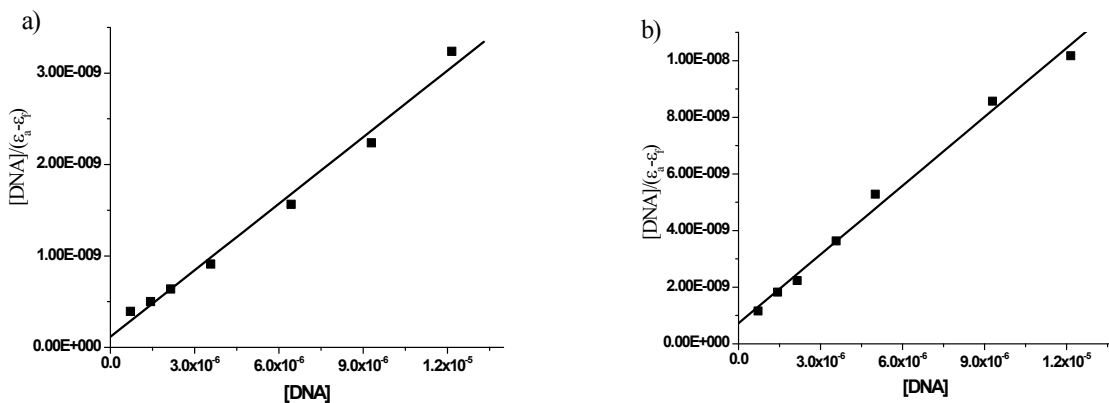 a)
3.00E-009
2.00E-009
1.00E-009
0.00E+000
[DNA]/(εa-εf)
0.0
3.0x10-6
6.0x10-6
9.0x10-6
1.2x10-5
[DNA]
b)
1.00E-008
8.00E-009
6.00E-009
4.00E-009
2.00E-009
0.00E+000
[DNA]/(εa-εf)
0.0
3.0x10-6
6.0x10-6
9.0x10-6
1.2x10-5
[DNA]